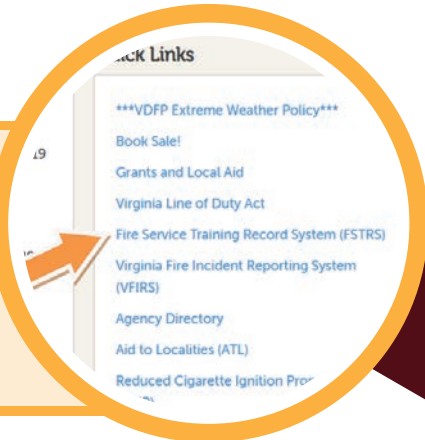 ck Links
***VDFP Extreme Weather Policy***
Book Sale!
19
Grants and Local Aid
Virginia Line of Duty Act
Fire Service Training Record System (FSTRS)
Virginia Fire Incident Reporting System
(VFIRS)
Agency Directory
Aid to Localities (ATL)
Reduced Cigarette Ignition Pro